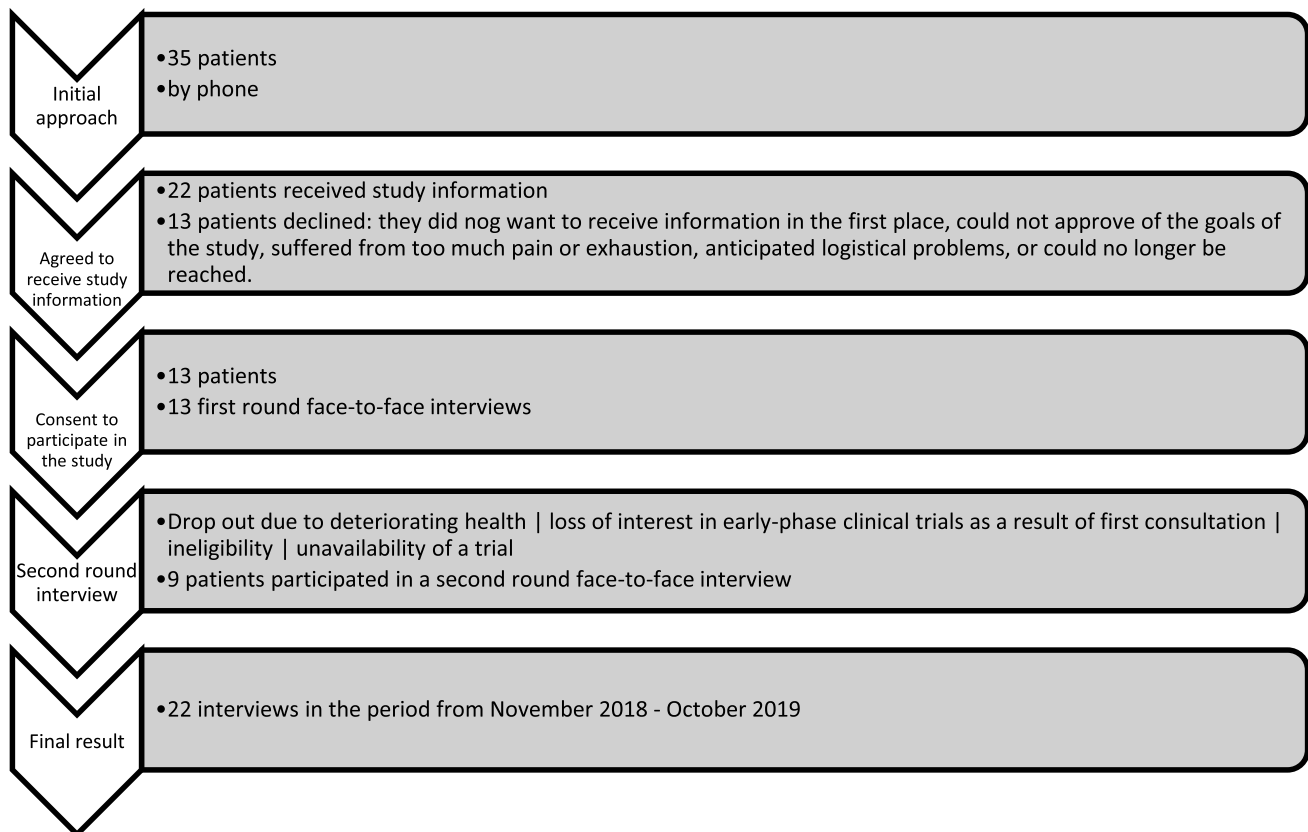 Initial
approach
•35 patients
•by phone
Agreed to
receive study
information
•22 patients received study information
•13 patients declined: they did nog want to receive information in the first place, could not approve of the goals of
the study, suffered from too much pain or exhaustion, anticipated logistical problems, or could no longer be
reached.
Consent to
participate in
the study
•13 patients
•13 first round face-to-face interviews
Second round
interview
•Drop out due to deteriorating health | loss of interest in early-phase clinical trials as a result of first consultation |
ineligibility | unavailability of a trial
•9 patients participated in a second round face-to-face interview
Final result
•22 interviews in the period from November 2018 - October 2019